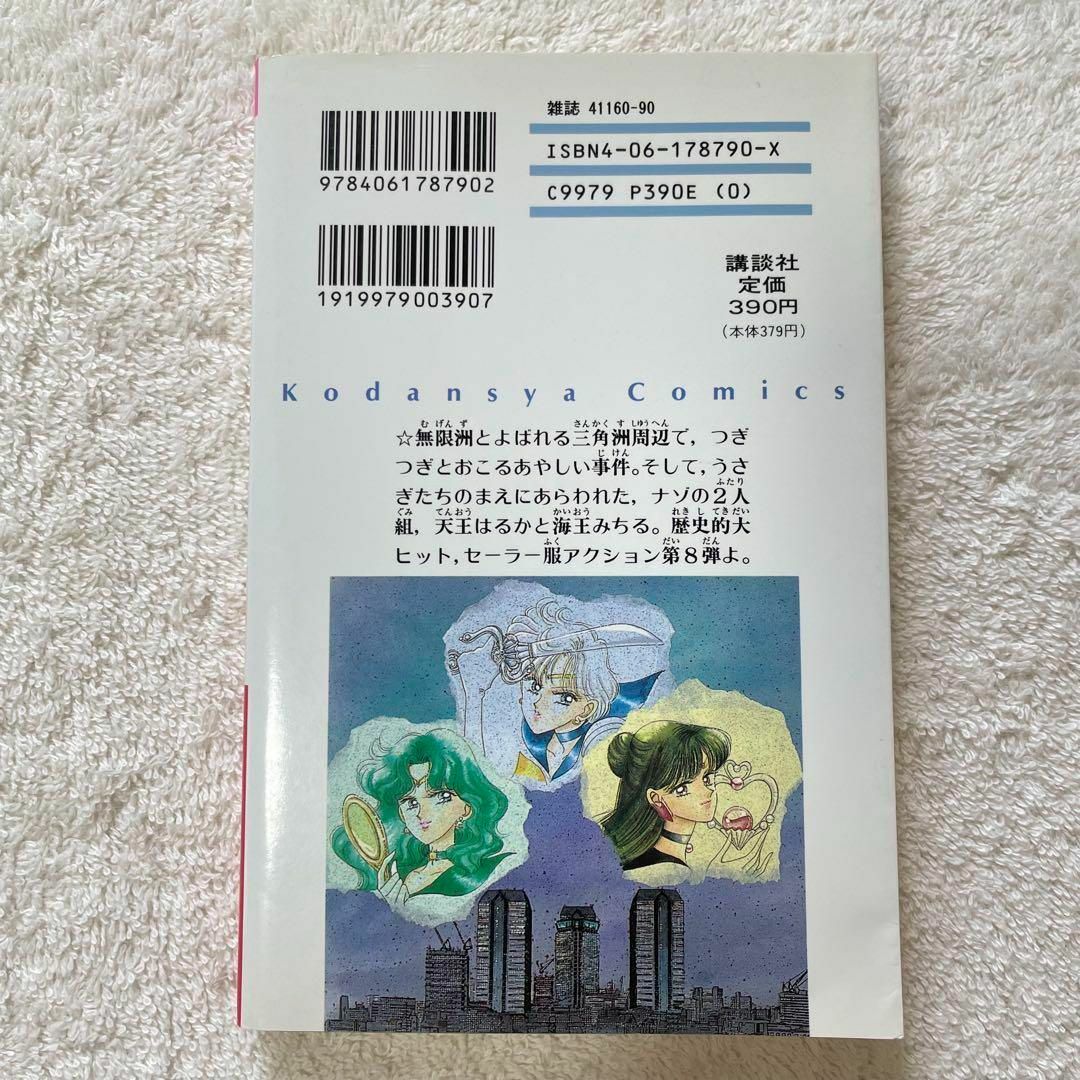 雑誌 41160-90
ISBN4-06-178790-X
9784061787902
C9979 P390E (0)
1919979003907
講談社
定価
390円
(本体379円)
Kodansya Comics
☆無限洲とよばれる三角洲周辺で，つぎ
つぎとおこるあやしい事件。そして，うさ
ぎたちのまえにあらわれた，ナゾの2人
組，天王はるかと海王みちる。歴史的大
ヒット，セーラー服アクション第8弾よ。